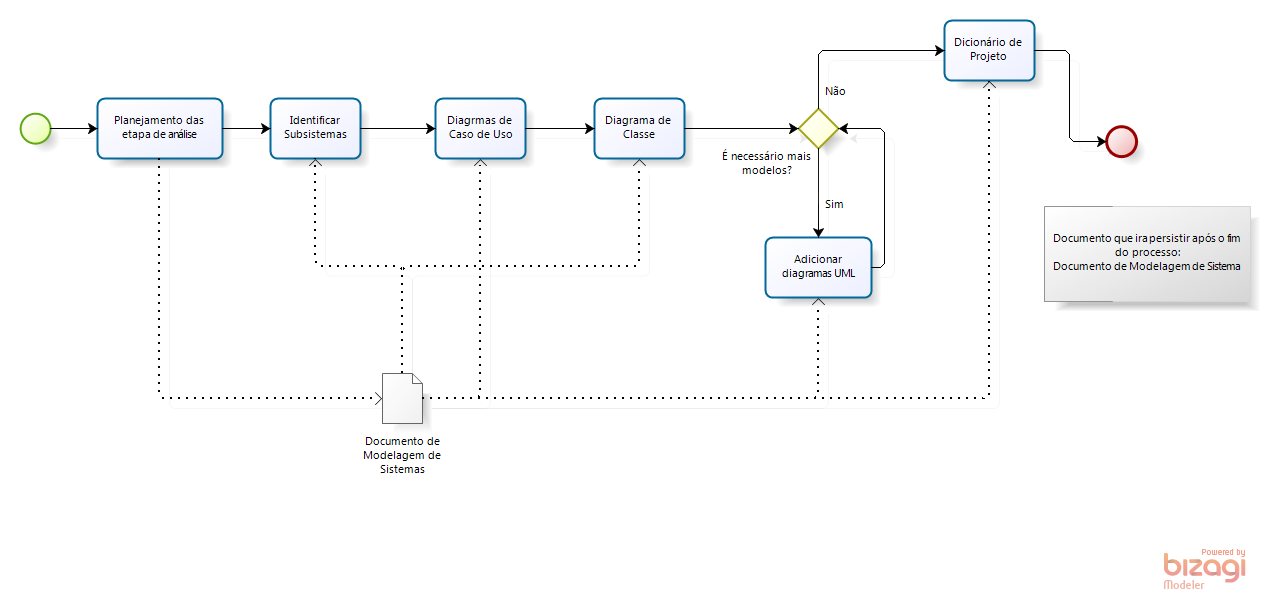 Planejamento das
etapa de análise
Identificar
Subsistemas
Diagrmas de
Caso de Uso
Diagrama de
Classe
É necessário mais
modelos?
Não
Sim
Adicionar
diagramas UML
Dicionário de
Projeto
Documento que ira persistir após o fim
do processo:
Documento de Modelagem de Sistema
Documento de
Modelagem de
Sistemas
Powered by
bizagi
Modeler